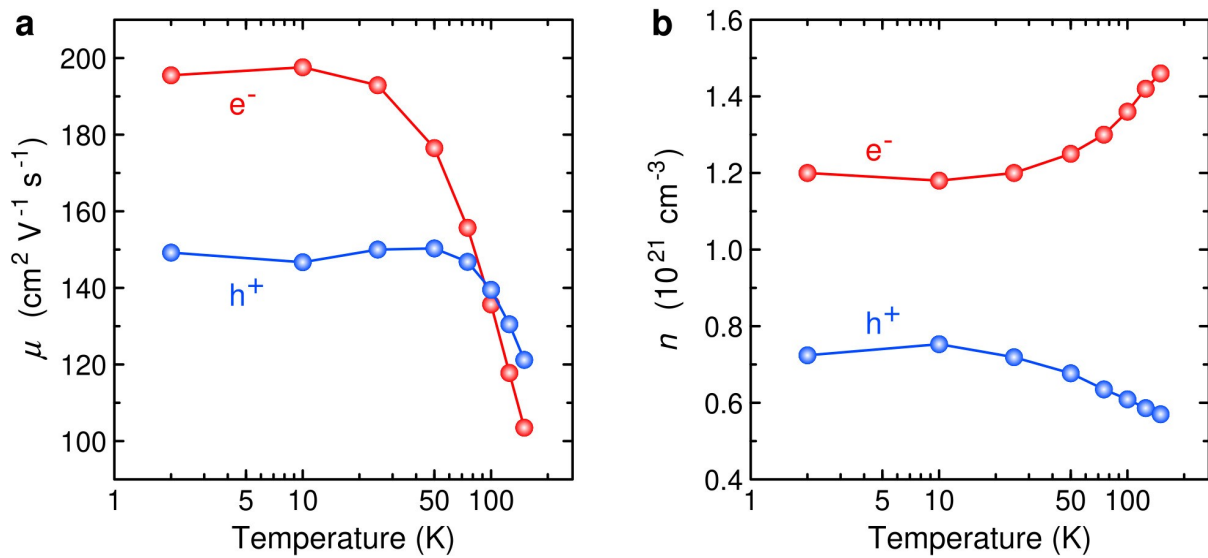 a
200
180
160
140
120
100
μ (cm² V⁻¹ s⁻¹)
e⁻
h⁺
1 5 10 50 100
Temperature (K)
b
1.6
1.4
1.2
1.0
0.8
0.6
0.4
n (10²¹ cm⁻³)
e⁻
h⁺
1 5 10 50 100
Temperature (K)